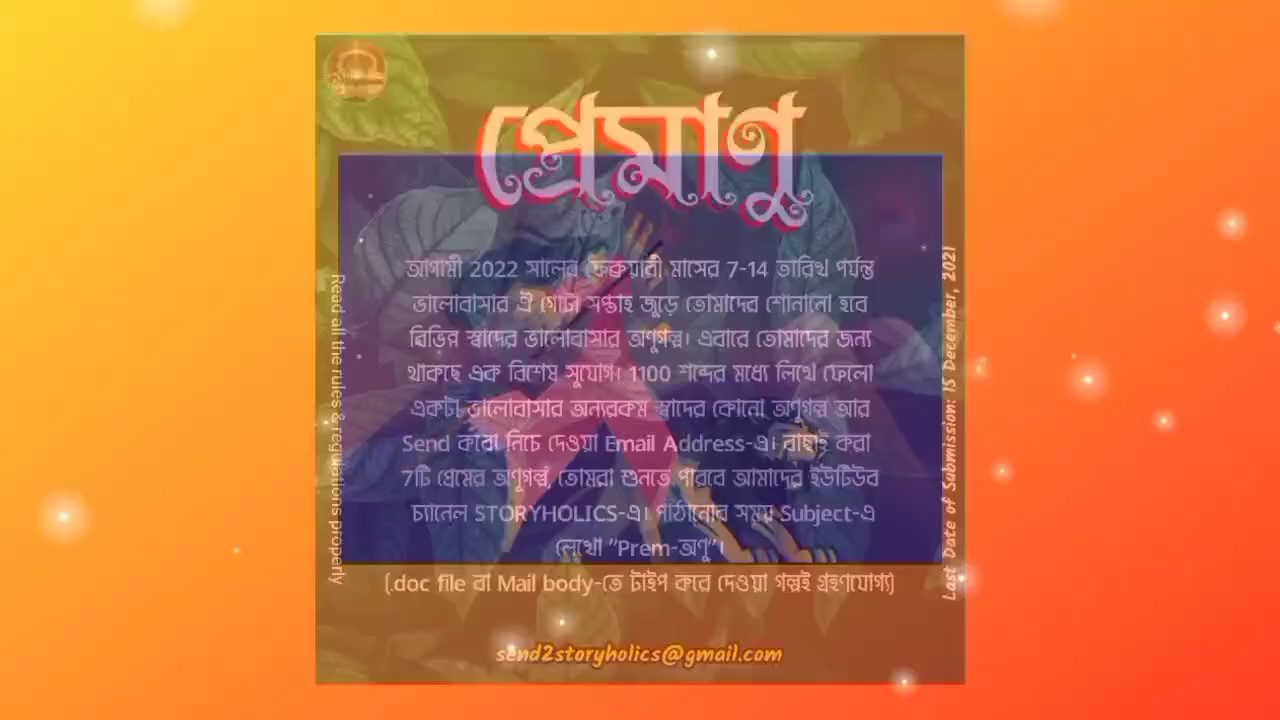 প্রেমাণু
আগামী 2022 সালের ফেব্রুয়ারী মাসের 7-14 তারিখ পর্যন্ত
ভালোবাসার ঐ গোটা সপ্তাহ জুড়ে তোমাদের শোনানো হবে
বিভিন্ন স্বাদের ভালোবাসার অণুগল্প। এবারে তোমাদের জন্য
থাকছে এক বিশেষ সুযোগ। 1100 শব্দের মধ্যে লিখে ফেলো
একটা ভালোবাসার অন্যরকম স্বাদের কোনো অণুগল্প আর
Send করো নিচে দেওয়া Email Address-এ। বাছাই করা
7টি প্রেমের অণুগল্প, তোমরা শুনতে পারবে আমাদের ইউটিউব
চ্যানেল STORYHOLICS-এ। পাঠানোর সময় Subject-এ
লেখো "Prem-অণু"।
(.doc file বা Mail body-তে টাইপ করে দেওয়া গল্পই গ্রহণযোগ্য)
send2storyholics@gmail.com
Read all the rules & regulations properly
Last Date of Submission: 15 December, 2021